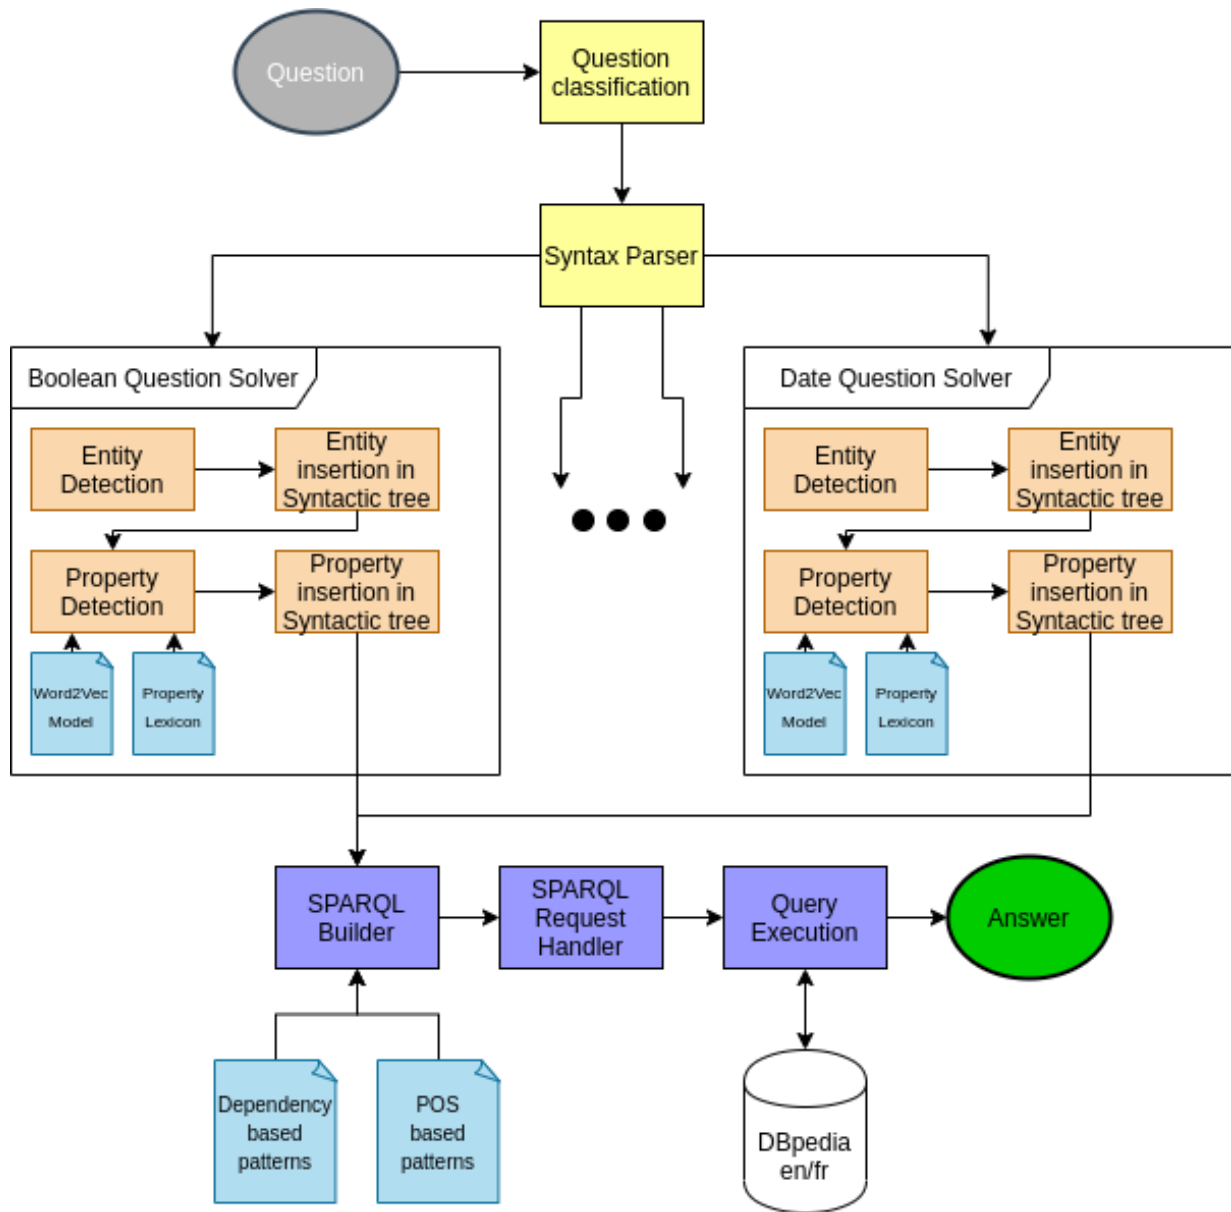 Question
Question
classification
Syntax Parser
Boolean Question Solver
Entity
Detection
Entity
insertion in
Syntactic tree
Property
Detection
Property
insertion in
Syntactic tree
Word2Vec
Model
Property
Lexicon
Date Question Solver
Entity
Detection
Entity
insertion in
Syntactic tree
Property
Detection
Property
insertion in
Syntactic tree
Word2Vec
Model
Property
Lexicon
SPARQL
Builder
SPARQL
Request
Handler
Query
Execution
Answer
Dependency
based
patterns
POS
based
patterns
DBpedia
en/fr